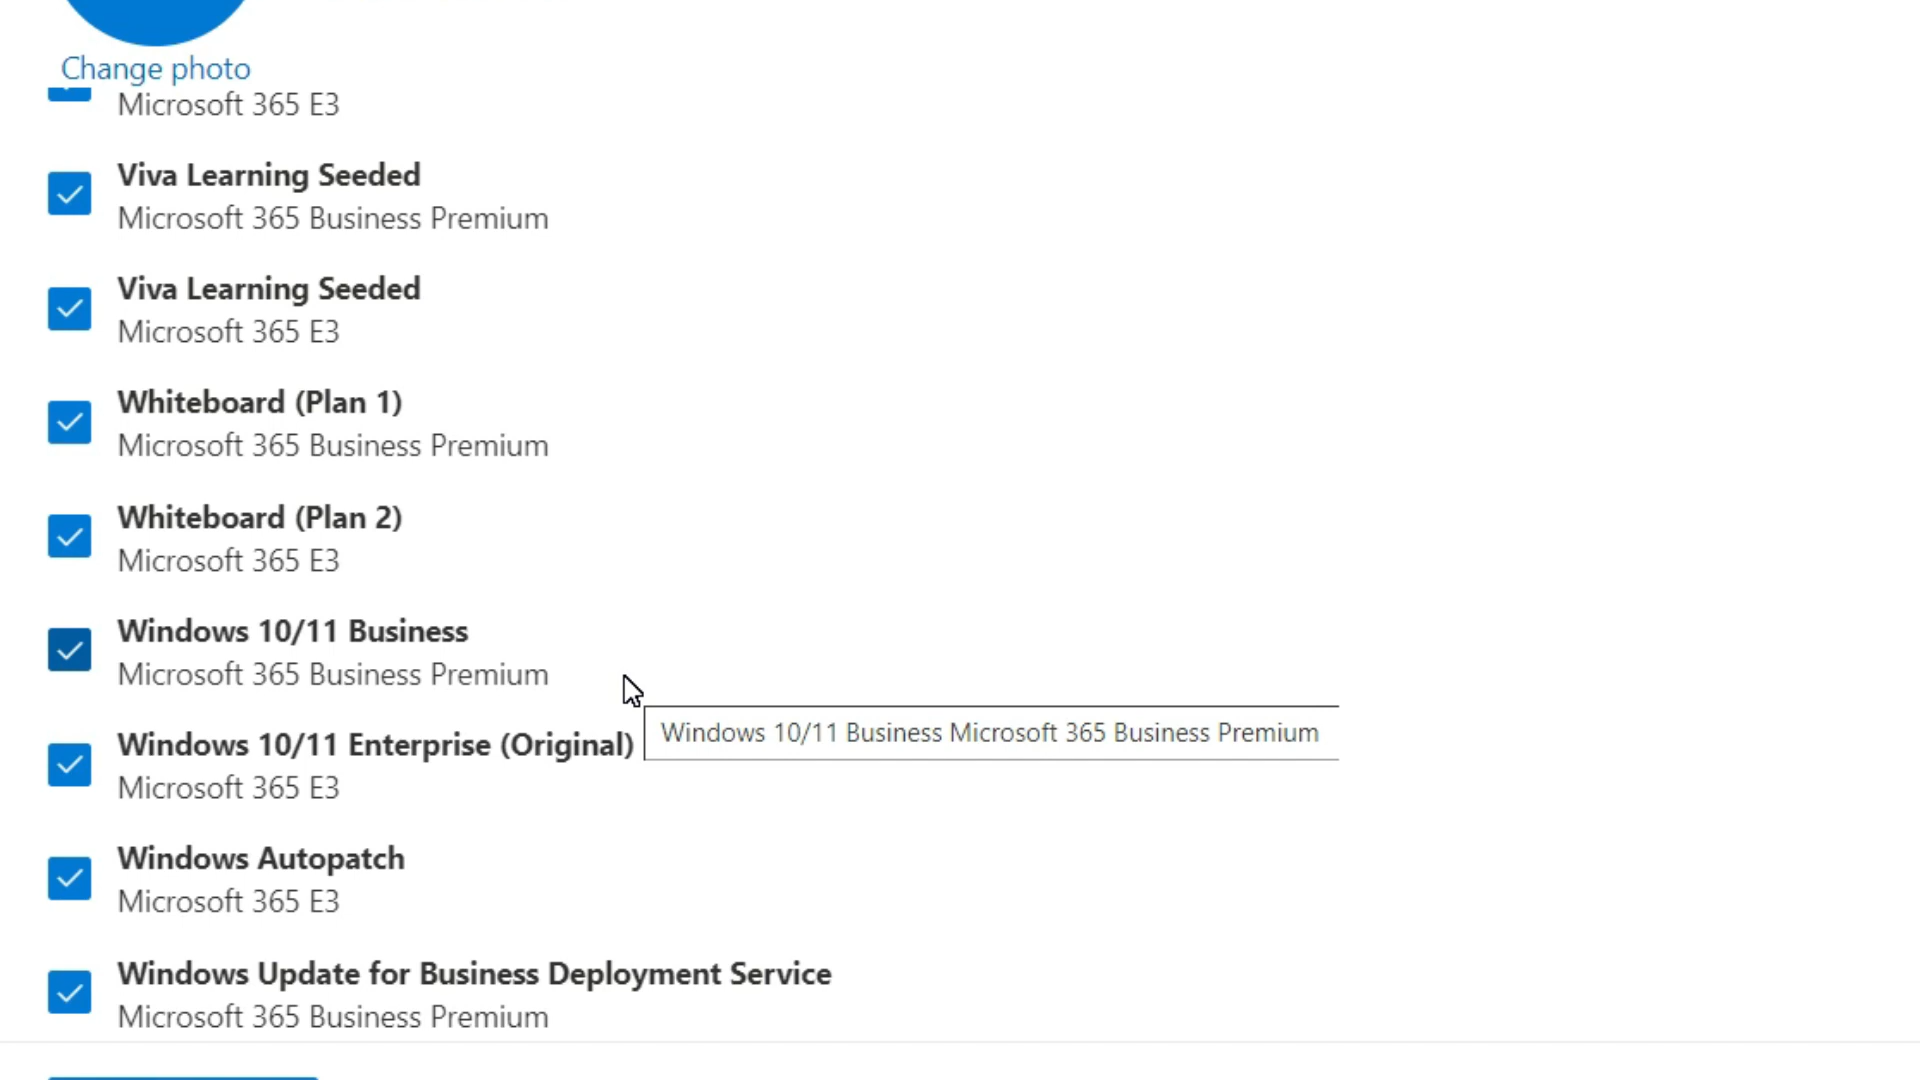 Change photo
Microsoft 365 E3
Viva Learning Seeded
Microsoft 365 Business Premium
Viva Learning Seeded
Microsoft 365 E3
Whiteboard (Plan 1)
Microsoft 365 Business Premium
Whiteboard (Plan 2)
Microsoft 365 E3
Windows 10/11 Business
Microsoft 365 Business Premium
Windows 10/11 Business Microsoft 365 Business Premium
Windows 10/11 Enterprise (Original)
Microsoft 365 E3
Windows Autopatch
Microsoft 365 E3
Windows Update for Business Deployment Service
Microsoft 365 Business Premium